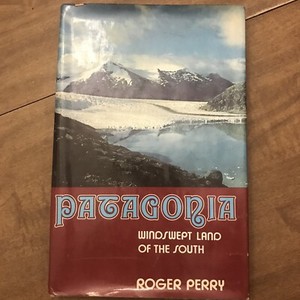 PATAGONIA
WINDSWEPT LAND
OF THE SOUTH
ROGER PERRY